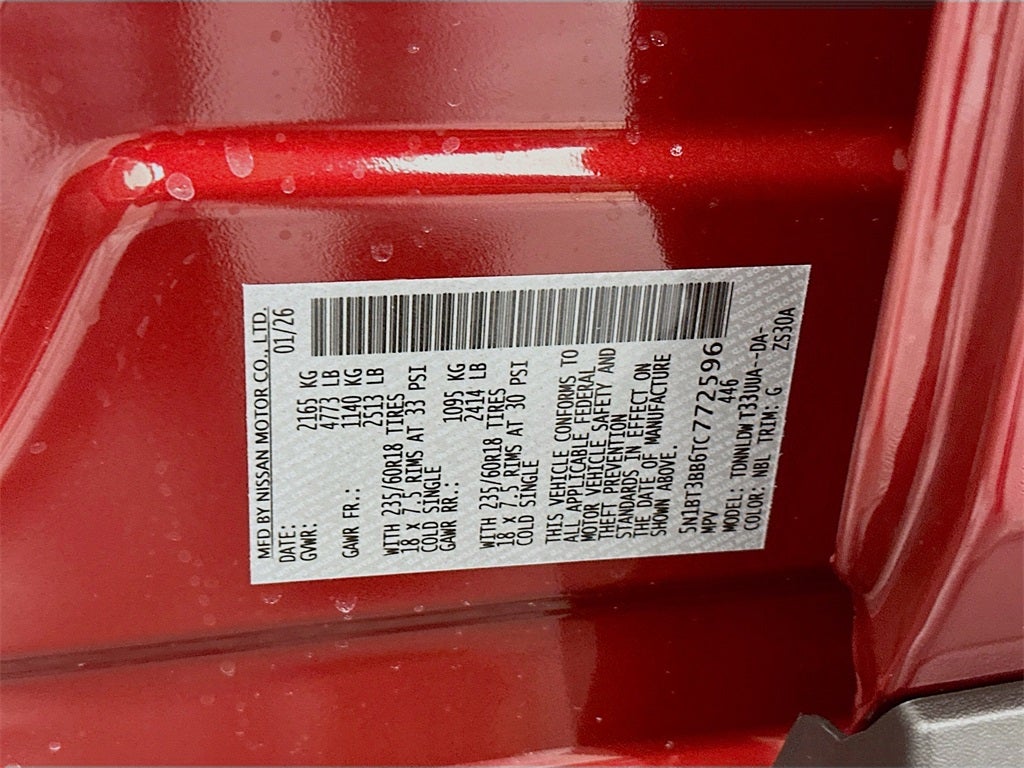 MFD BY NISSAN MOTOR CO., LTD.
DATE: 01/26
GVWR: 2165 KG
4773 LB
GAWR FR.: 1140 KG
2513 LB
WITH 235/60R18 TIRES
18 x 7.5 RIMS AT 33 PSI
COLD SINGLE
GAWR RR.: 1095 KG
2414 LB
WITH 235/60R18 TIRES
18 x 7.5 RIMS AT 30 PSI
COLD SINGLE
THIS VEHICLE CONFORMS TO
ALL APPLICABLE FEDERAL
MOTOR VEHICLE SAFETY AND
THEFT PREVENTION
STANDARDS IN EFFECT ON
THE DATE OF MANUFACTURE
SHOWN ABOVE.
5N1BT3BB6TC772596
MPV 446
MODEL: TDWNLDW T33UUA--DA-
COLOR: NBL TRIM: G ZS30A